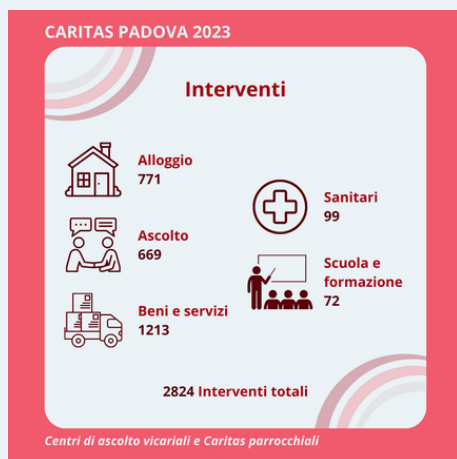 CARITAS PADOVA 2023
Interventi
Alloggio
771
Ascolto
669
Beni e servizi
1213
Sanitari
99
Scuola e
formazione
72
2824 Interventi totali
Centri di ascolto vicariali e Caritas parrocchiali